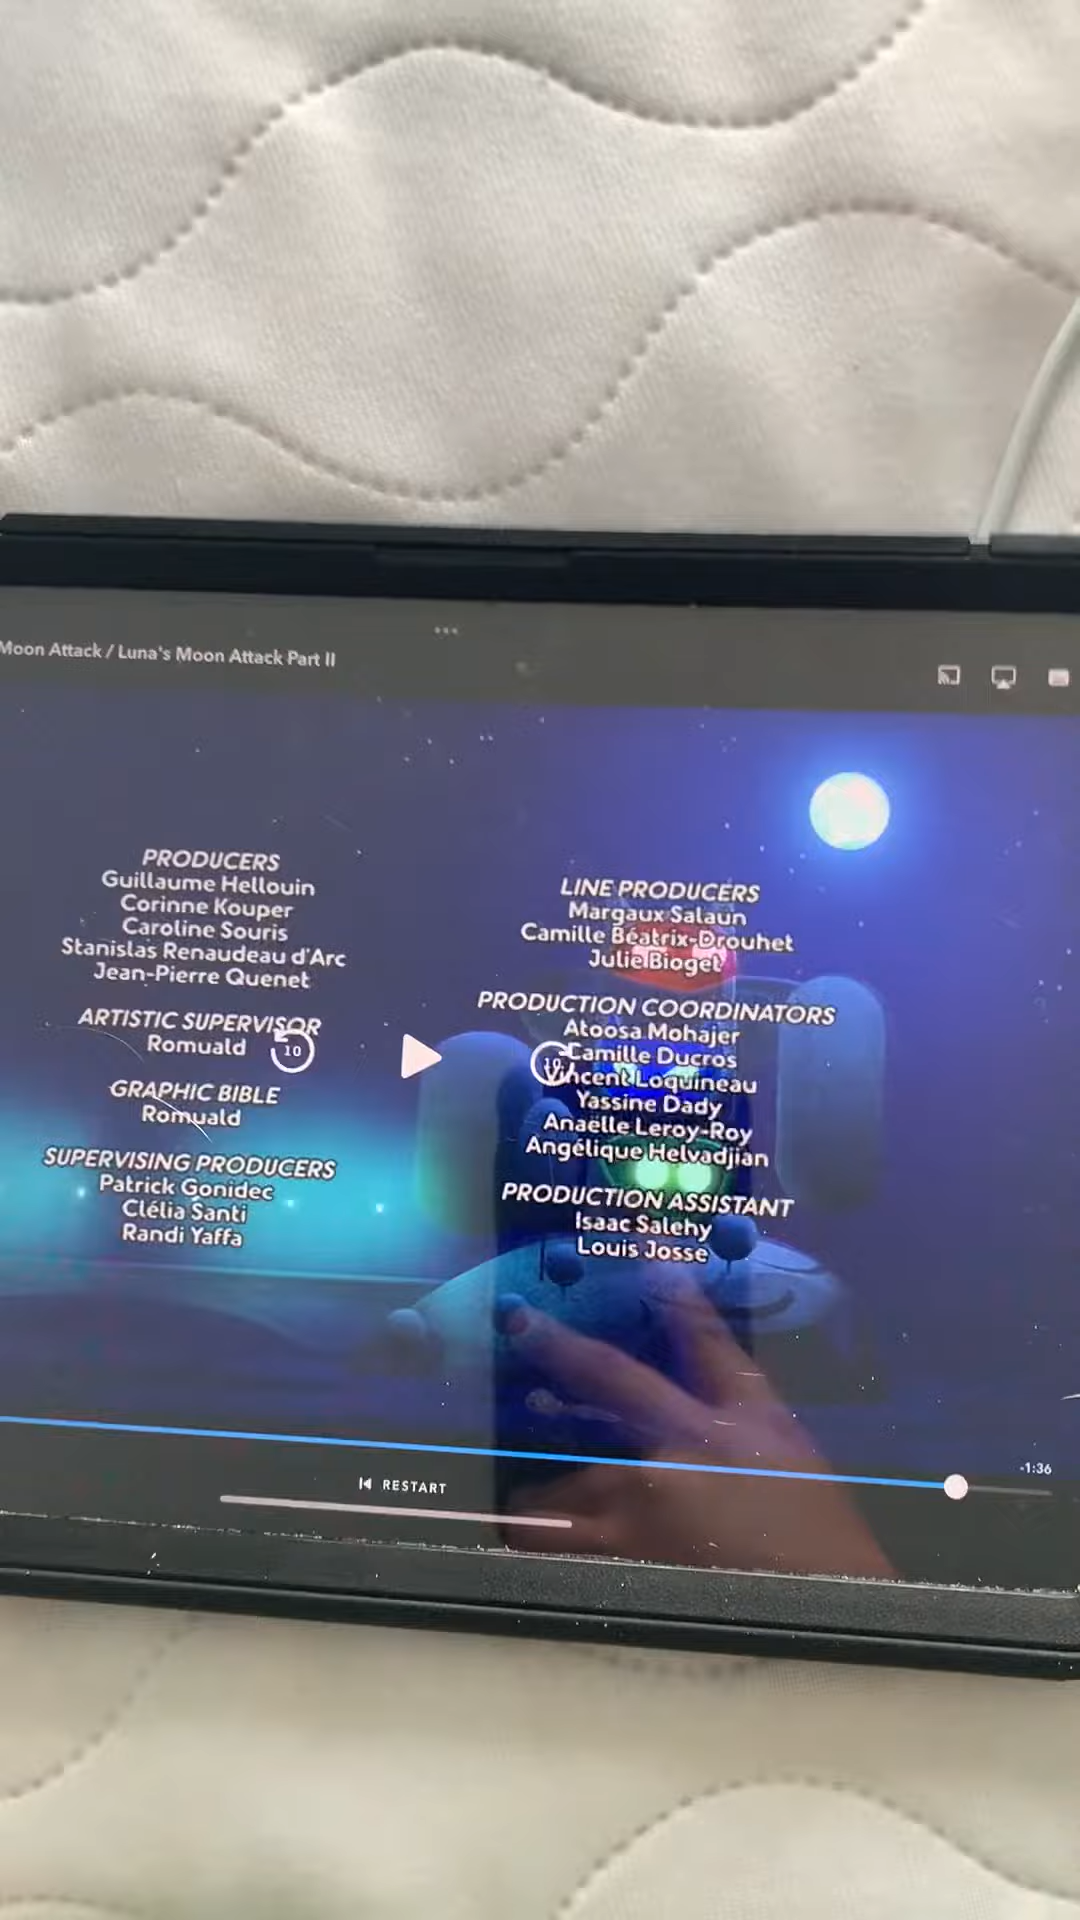 Moon Attack / Luna's Moon Attack Part II
PRODUCERS
Guillaume Hellouin
Corinne Kouper
Caroline Souris
Stanislas Renaudeau d'Arc
Jean-Pierre Quenet
ARTISTIC SUPERVISOR
Romuald
GRAPHIC BIBLE
Romuald
SUPERVISING PRODUCERS
Patrick Gonidec
Clélia Santi
Randi Yaffa
LINE PRODUCERS
Margaux Salaun
Camille Béatrix-Drouhet
Julie Bioget
PRODUCTION COORDINATORS
Atoosa Mohajer
Camille Ducros
Vincent Loquineau
Yassine Dady
Anaëlle Leroy-Roy
Angélique Helvadjian
PRODUCTION ASSISTANT
Isaac Salehy
Louis Josse
10
10
-1:36
RESTART